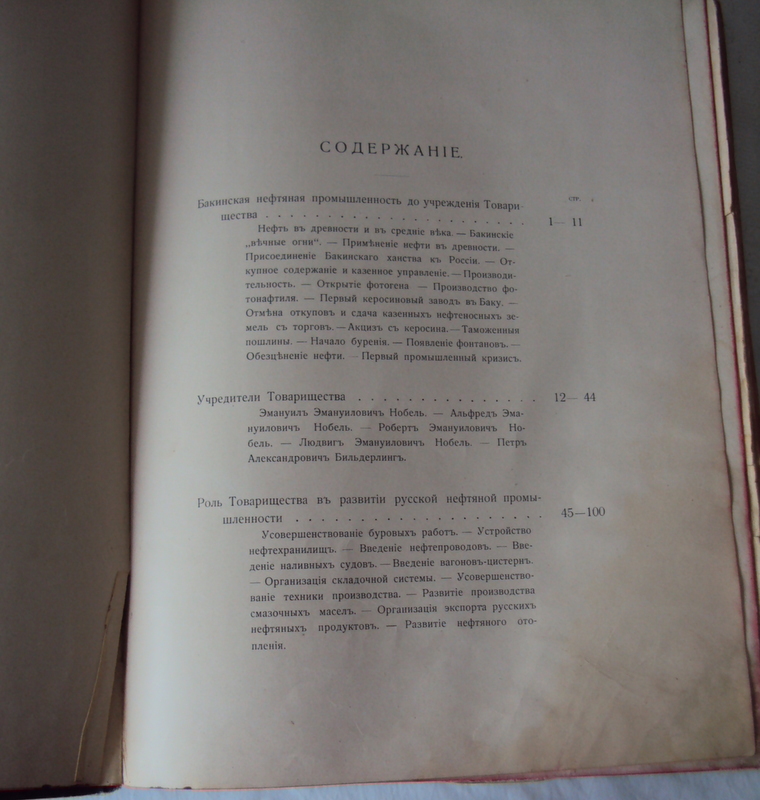 СОДЕРЖАНІЕ.
стр.
Бакинская нефтяная промышленность до учрежденія Товари-
щества . . . . . . . . . . . . . . . . . . . . . 1— 11
Нефть въ древности и въ средніе вѣка. — Бакинскіе
„вѣчные огни“. — Примѣненіе нефти въ древности. —
Присоединеніе Бакинскаго ханства къ Россіи. — От-
купное содержаніе и казенное управленіе. — Производи-
тельность. — Открытіе фотогена — Производство фо-
тонафтиля. — Первый керосиновый заводъ въ Баку. —
Отмѣна откуповъ и сдача казенныхъ нефтеносныхъ зе-
мель съ торговъ. — Акцизъ съ керосина. — Таможенныя
пошлины. — Начало буренія. — Появленіе фонтановъ. —
Обезцѣненіе нефти. — Первый промышленный кризисъ.
Учредители Товарищества . . . . . . . . . . . . . . . 12— 44
Эмануилъ Эмануиловичъ Нобель. — Альфредъ Эма-
нуиловичъ Нобель. — Робертъ Эмануиловичъ Но-
бель. — Людвигъ Эмануиловичъ Нобель. — Петръ
Александровичъ Бильдерлингъ.
Роль Товарищества въ развитіи русской нефтяной промы-
шленности . . . . . . . . . . . . . . . . . . . . 45—100
Усовершенствованіе буровыхъ работъ. — Устройство
нефтехранилищъ. — Введеніе нефтепроводовъ. — Вве-
деніе наливныхъ судовъ. — Введеніе вагоновъ-цистернъ.
— Организація складочной системы. — Усовершенство-
ваніе техники производства. — Развитіе производства
смазочныхъ маселъ. — Организація экспорта русскихъ
нефтяныхъ продуктовъ. — Развитіе нефтяного ото-
пленія.